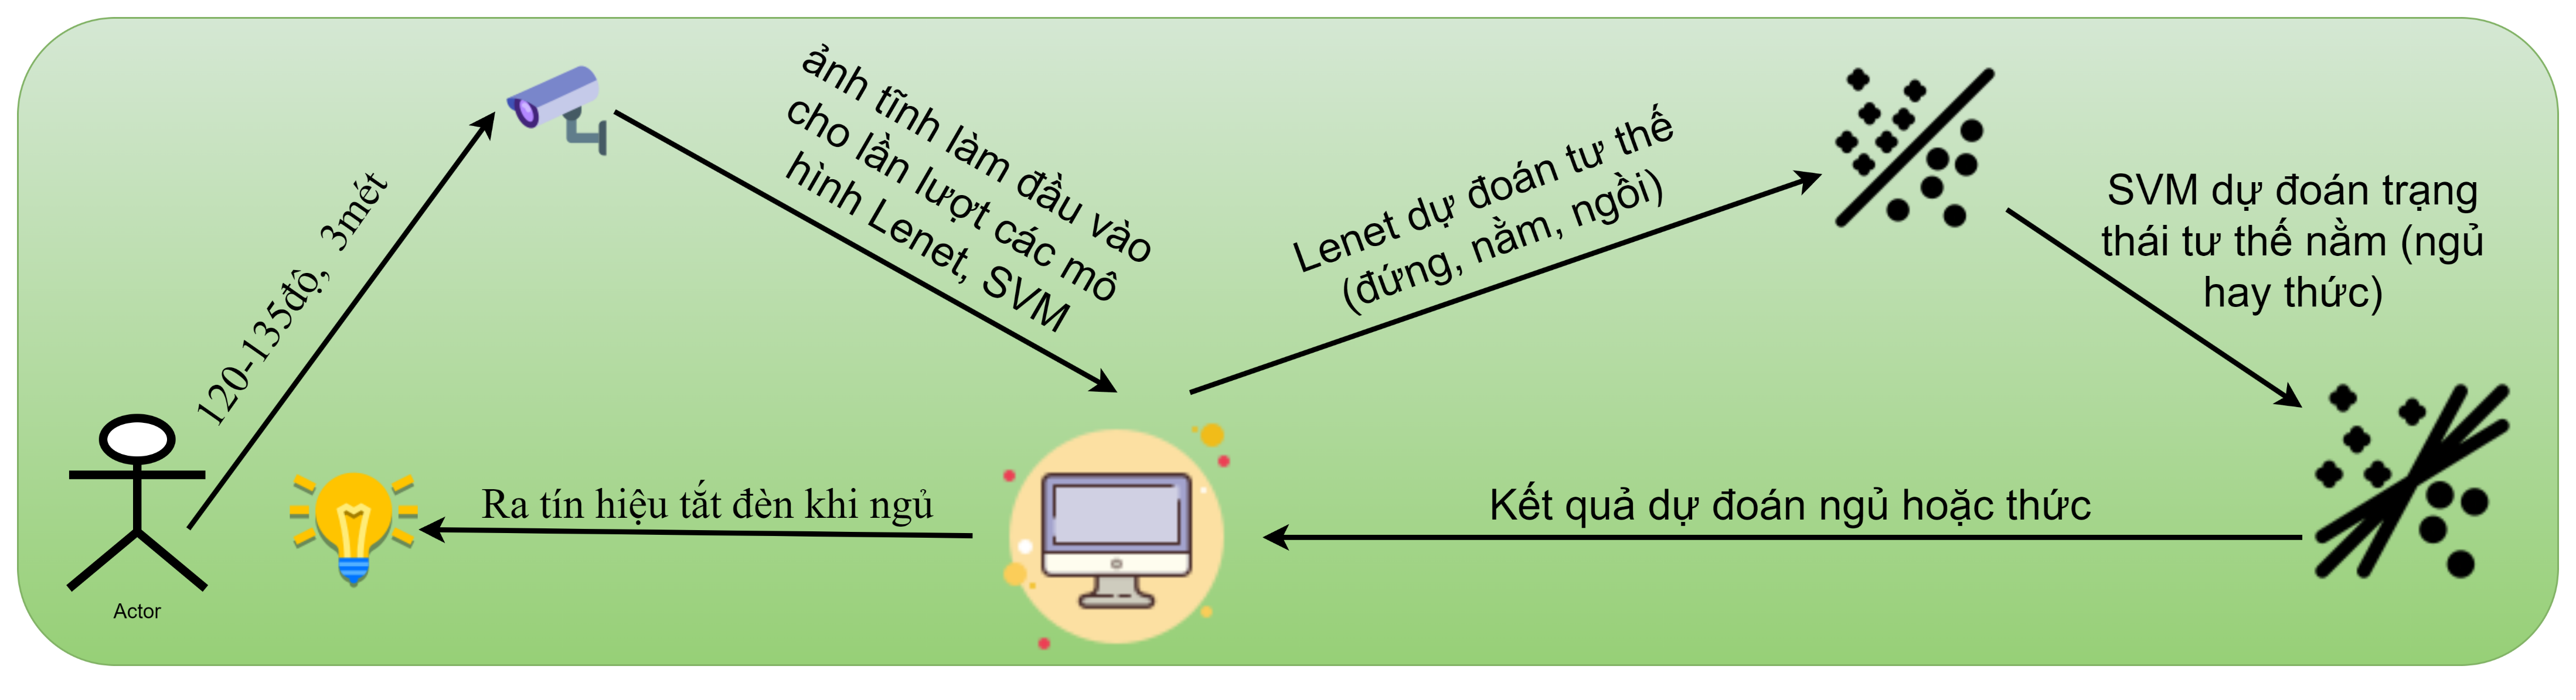 120-135độ, 3mét
ảnh tĩnh làm đầu vào
cho lần lượt các mô
hình Lenet, SVM
Lenet dự đoán tư thế
(đứng, nằm, ngồi)
SVM dự đoán trạng
thái tư thế nằm (ngủ
hay thức)
Kết quả dự đoán ngủ hoặc thức
Ra tín hiệu tắt đèn khi ngủ
Actor